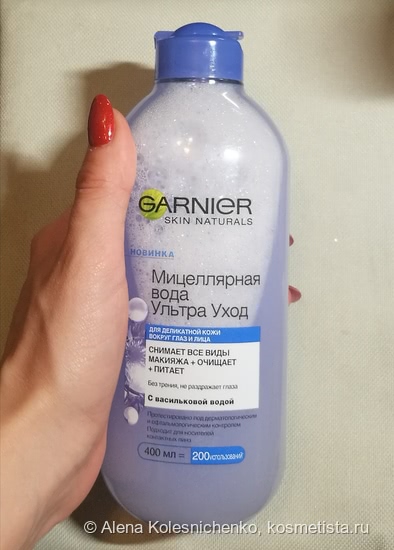 GARNIER
SKIN NATURALS
НОВИНКА
Мицеллярная
вода
Ультра Уход
ДЛЯ ДЕЛИКАТНОЙ КОЖИ
ВОКРУГ ГЛАЗ И ЛИЦА
СНИМАЕТ ВСЕ ВИДЫ
МАКИЯЖА + ОЧИЩАЕТ
+ ПИТАЕТ
Без трения, не раздражает глаза
С васильковой водой
Протестировано под дерматологическим
и офтальмологическим контролем
Подходит для носителей
контактных линз
400 МЛ = 200 ИСПОЛЬЗОВАНИЙ
© Alena Kolesnichenko, kosmetista.ru